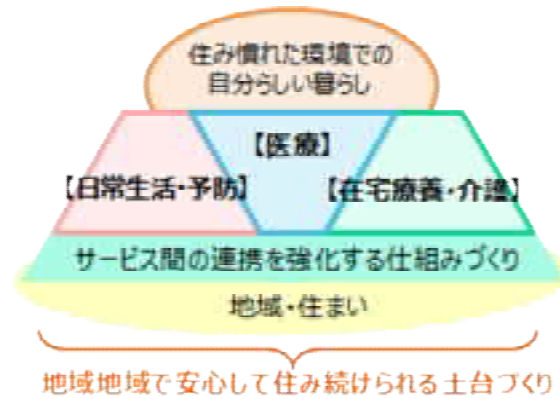 住み慣れた環境での
自分らしい暮らし
【医療】
【日常生活・予防】
【在宅療養・介護】
サービス間の連携を強化する仕組みづくり
地域・住まい
地域地域で安心して住み続けられる土台づくり